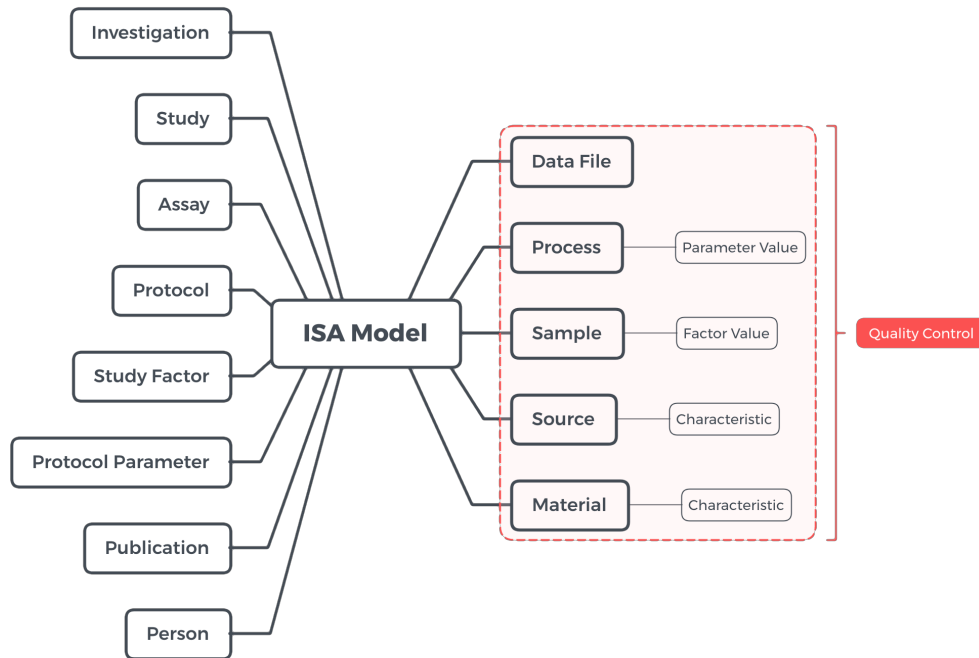 Investigation
Study
Assay
Protocol
Study Factor
Protocol Parameter
Publication
Person
ISA Model
Data File
Process
Parameter Value
Sample
Factor Value
Source
Characteristic
Material
Characteristic
Quality Control